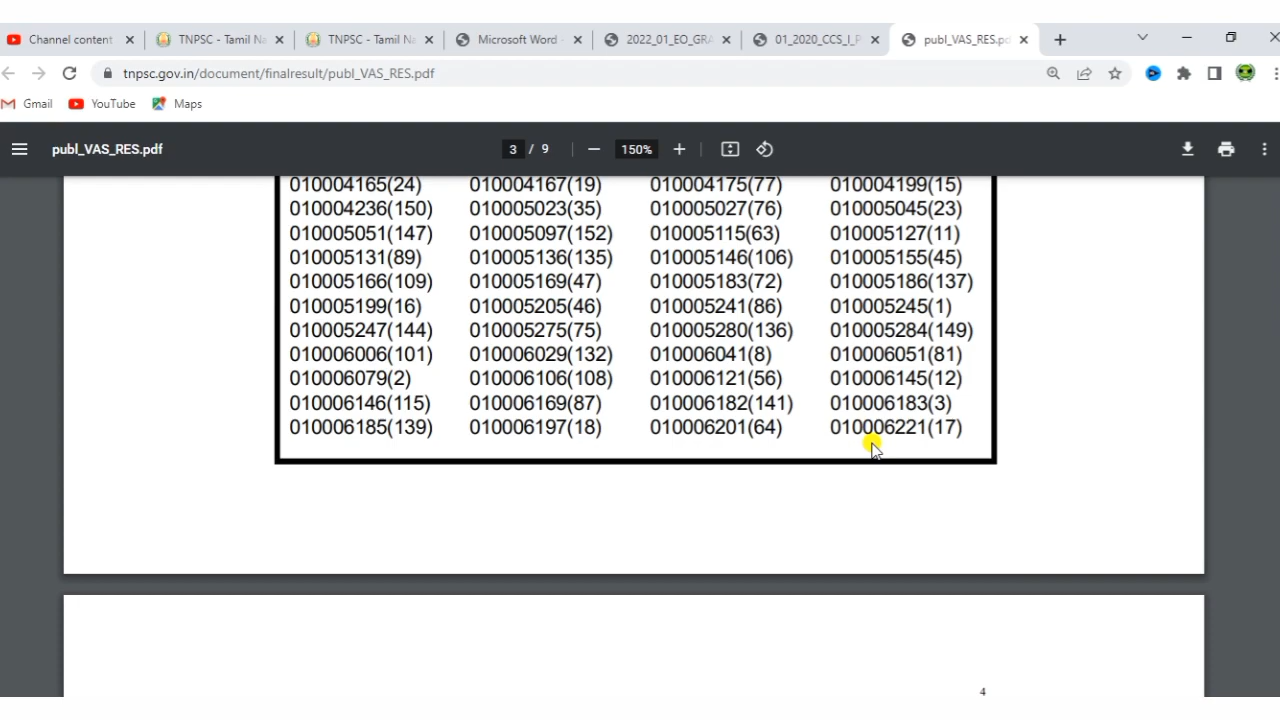 Channel content TNPSC - Tamil Na TNPSC - Tamil Na Microsoft Word - 2022_01_EO_GRA 01_2020_CCS_I_P publ_VAS_RES.pd
tnpsc.gov.in/document/finalresult/publ_VAS_RES.pdf
Gmail YouTube Maps
publ_VAS_RES.pdf 3 / 9 150%
010004165(24) 010004167(19) 010004175(77) 010004199(15)
010004236(150) 010005023(35) 010005027(76) 010005045(23)
010005051(147) 010005097(152) 010005115(63) 010005127(11)
010005131(89) 010005136(135) 010005146(106) 010005155(45)
010005166(109) 010005169(47) 010005183(72) 010005186(137)
010005199(16) 010005205(46) 010005241(86) 010005245(1)
010005247(144) 010005275(75) 010005280(136) 010005284(149)
010006006(101) 010006029(132) 010006041(8) 010006051(81)
010006079(2) 010006106(108) 010006121(56) 010006145(12)
010006146(115) 010006169(87) 010006182(141) 010006183(3)
010006185(139) 010006197(18) 010006201(64) 010006221(17)
4